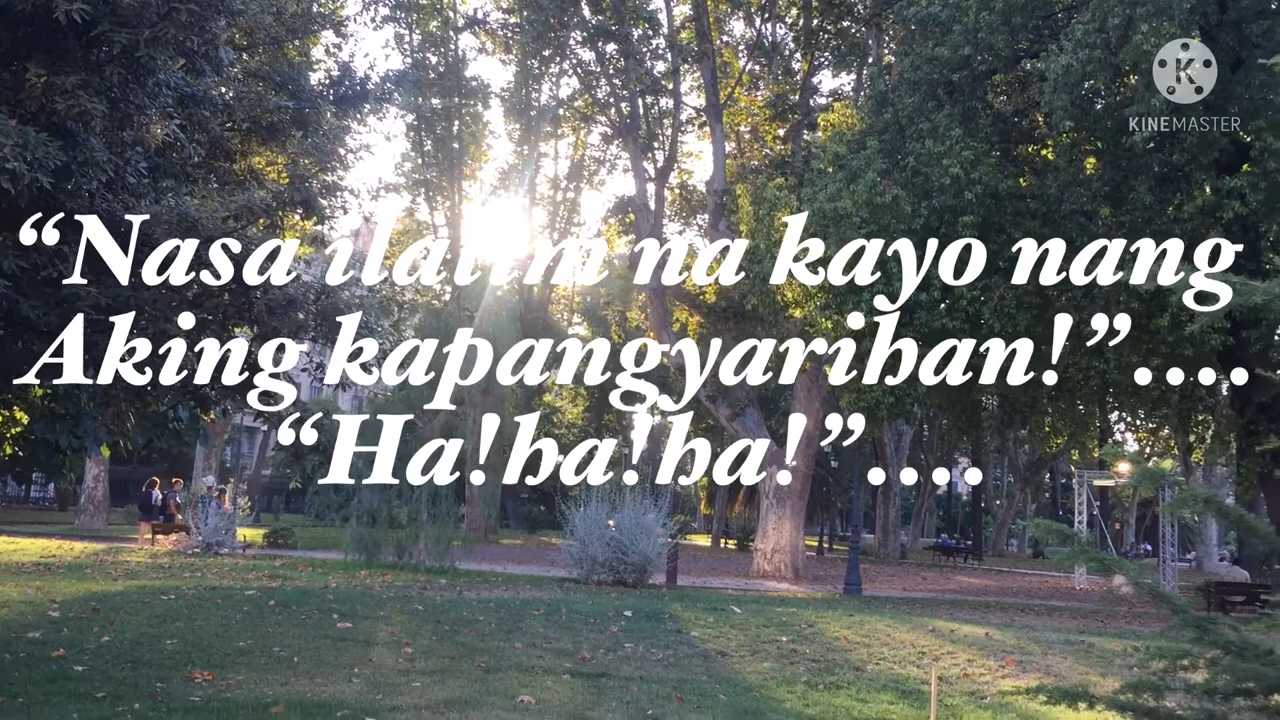 KINEMASTER
“Nasa ilalim na kayo nang
Aking kapangyarihan!”....
“Ha!ha!ha!”....